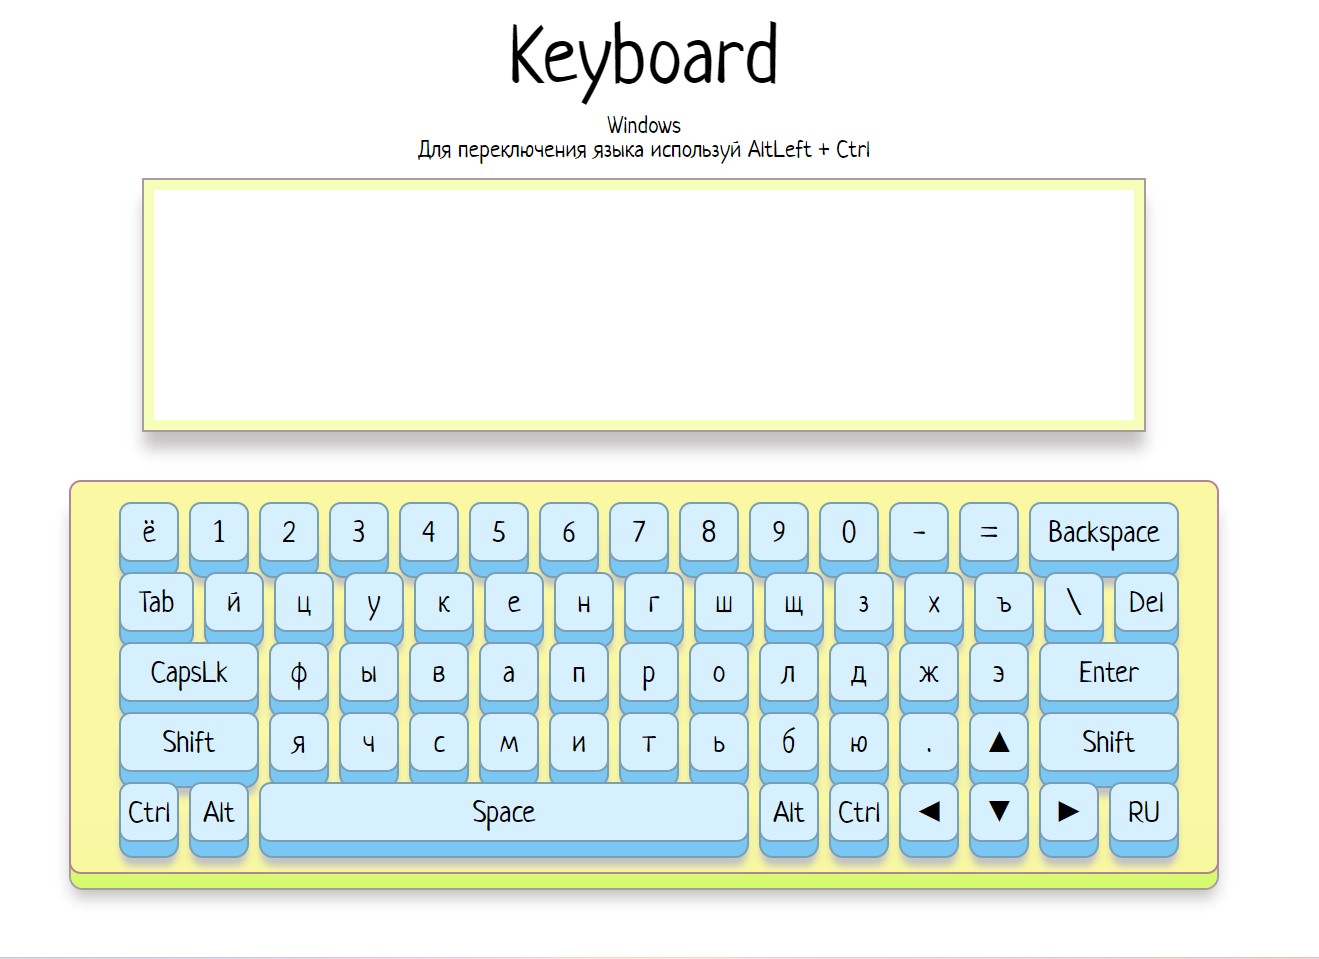 Keyboard
Windows
Для переключения языка используй AltLeft + Ctrl
ё 1 2 3 4 5 6 7 8 9 0 - = Backspace
Tab й ц у к е н г ш щ з х ъ \ Del
CapsLk ф ы в а п р о л д ж э Enter
Shift я ч с м и т ь б ю . ▲ Shift
Ctrl Alt Space Alt Ctrl ◄ ▼ ► RU